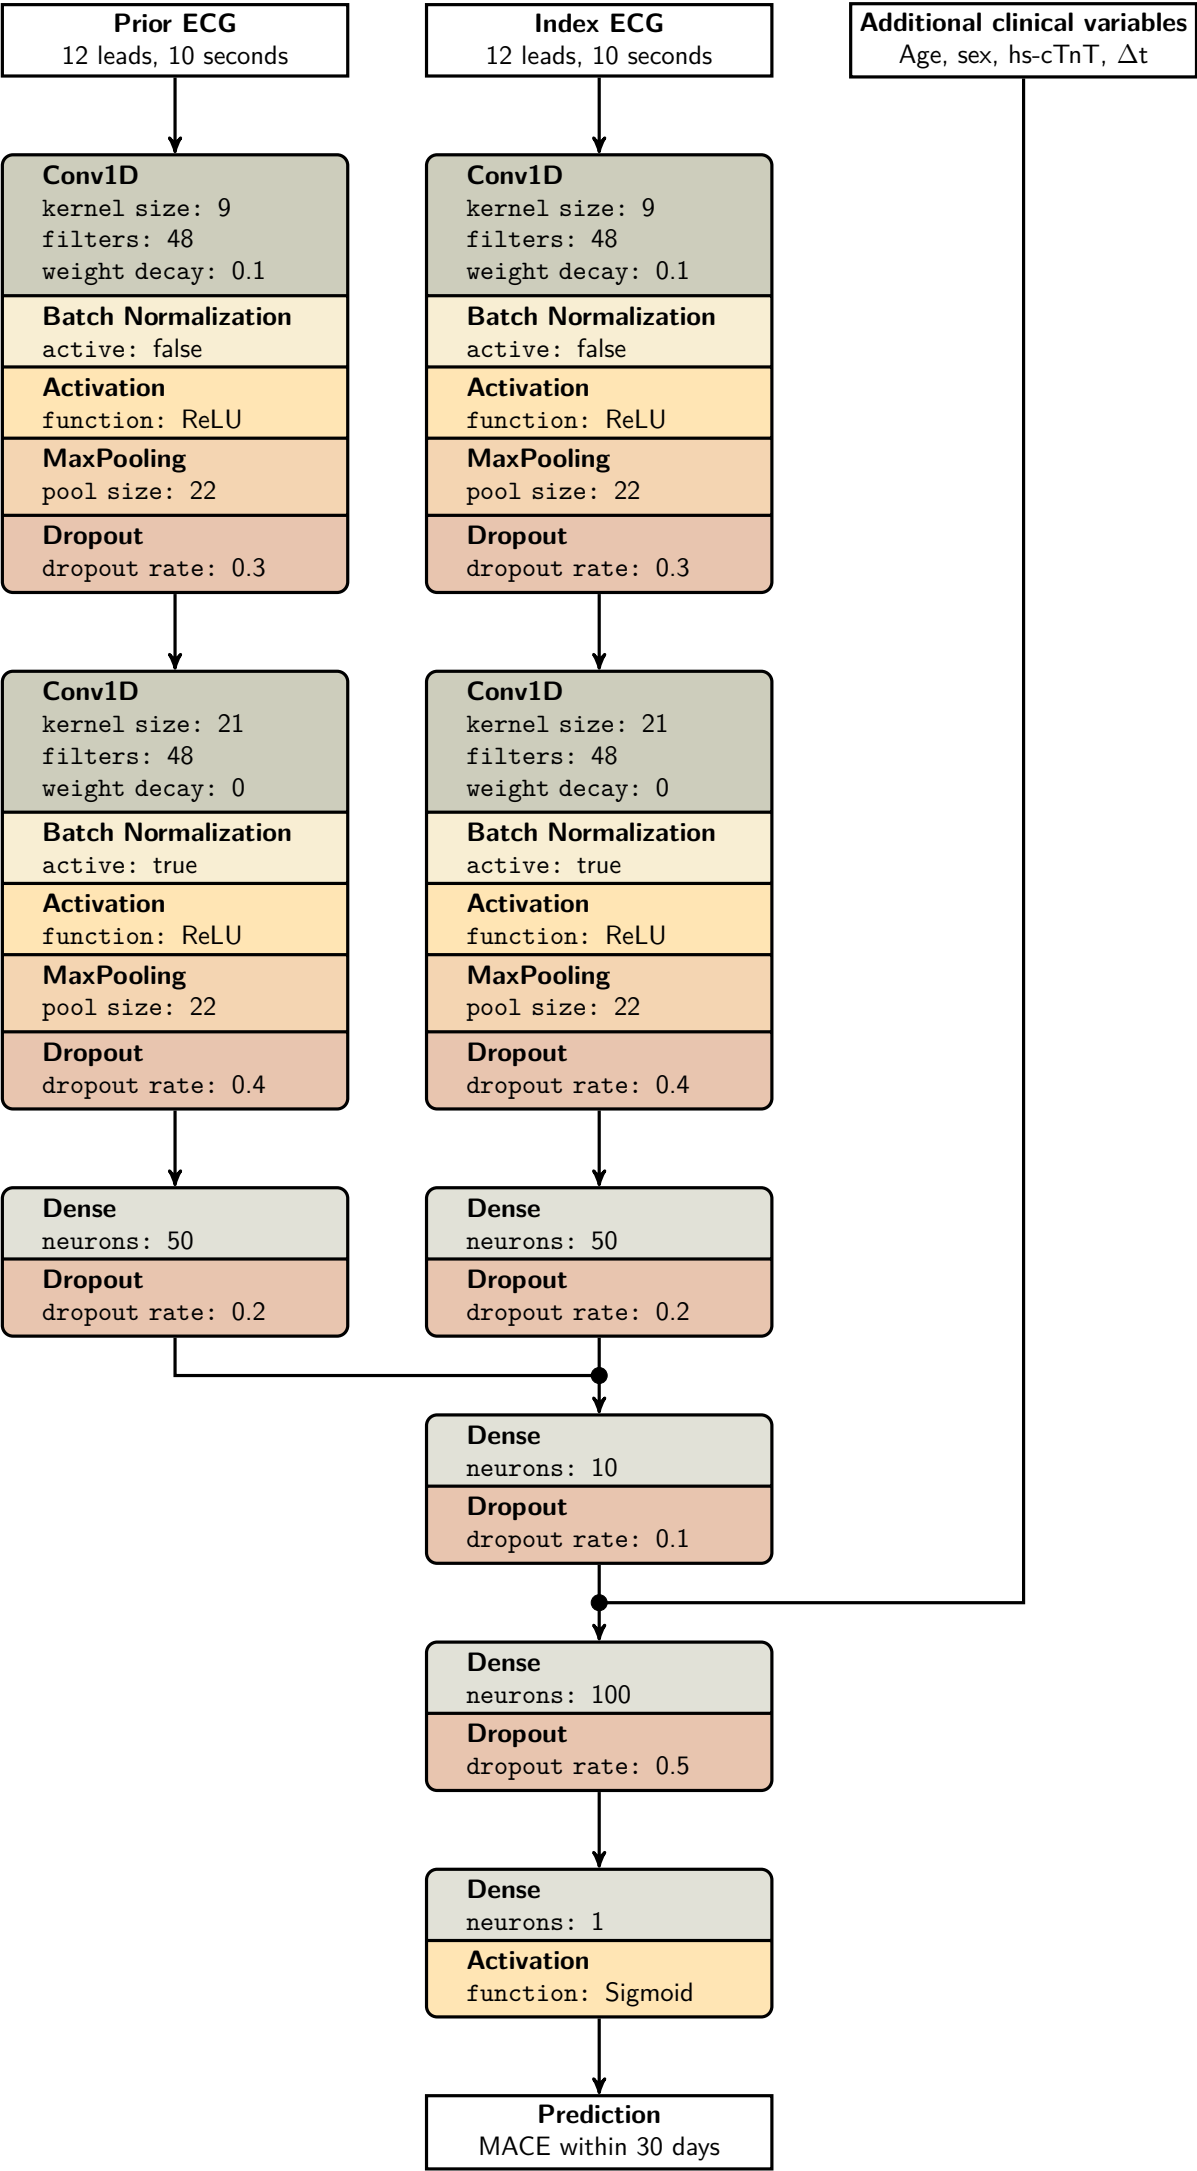 Prior ECG
12 leads, 10 seconds
Index ECG
12 leads, 10 seconds
Additional clinical variables
Age, sex, hs-cTnT, Δt
Conv1D
kernel size: 9
filters: 48
weight decay: 0.1
Batch Normalization
active: false
Activation
function: ReLU
MaxPooling
pool size: 22
Dropout
dropout rate: 0.3
Conv1D
kernel size: 9
filters: 48
weight decay: 0.1
Batch Normalization
active: false
Activation
function: ReLU
MaxPooling
pool size: 22
Dropout
dropout rate: 0.3
Conv1D
kernel size: 21
filters: 48
weight decay: 0
Batch Normalization
active: true
Activation
function: ReLU
MaxPooling
pool size: 22
Dropout
dropout rate: 0.4
Conv1D
kernel size: 21
filters: 48
weight decay: 0
Batch Normalization
active: true
Activation
function: ReLU
MaxPooling
pool size: 22
Dropout
dropout rate: 0.4
Dense
neurons: 50
Dropout
dropout rate: 0.2
Dense
neurons: 50
Dropout
dropout rate: 0.2
Dense
neurons: 10
Dropout
dropout rate: 0.1
Dense
neurons: 100
Dropout
dropout rate: 0.5
Dense
neurons: 1
Activation
function: Sigmoid
Prediction
MACE within 30 days